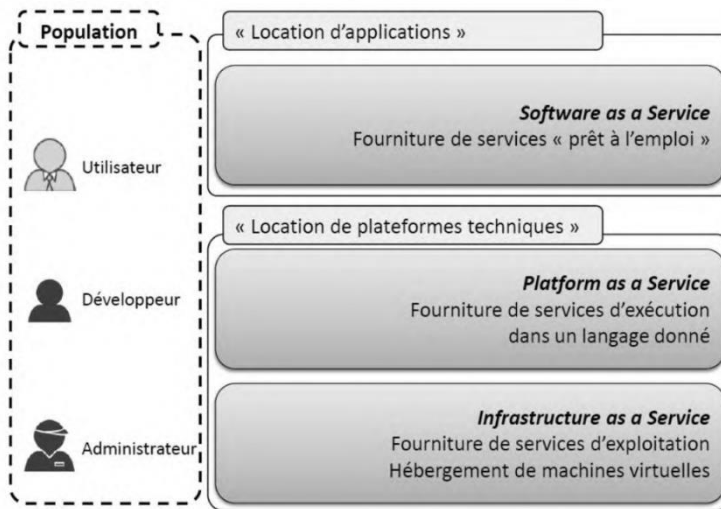 Population
Utilisateur
Développeur
Administrateur
« Location d’applications »
Software as a Service
Fourniture de services « prêt à l’emploi »
« Location de plateformes techniques »
Platform as a Service
Fourniture de services d’exécution
dans un langage donné
Infrastructure as a Service
Fourniture de services d’exploitation
Hébergement de machines virtuelles